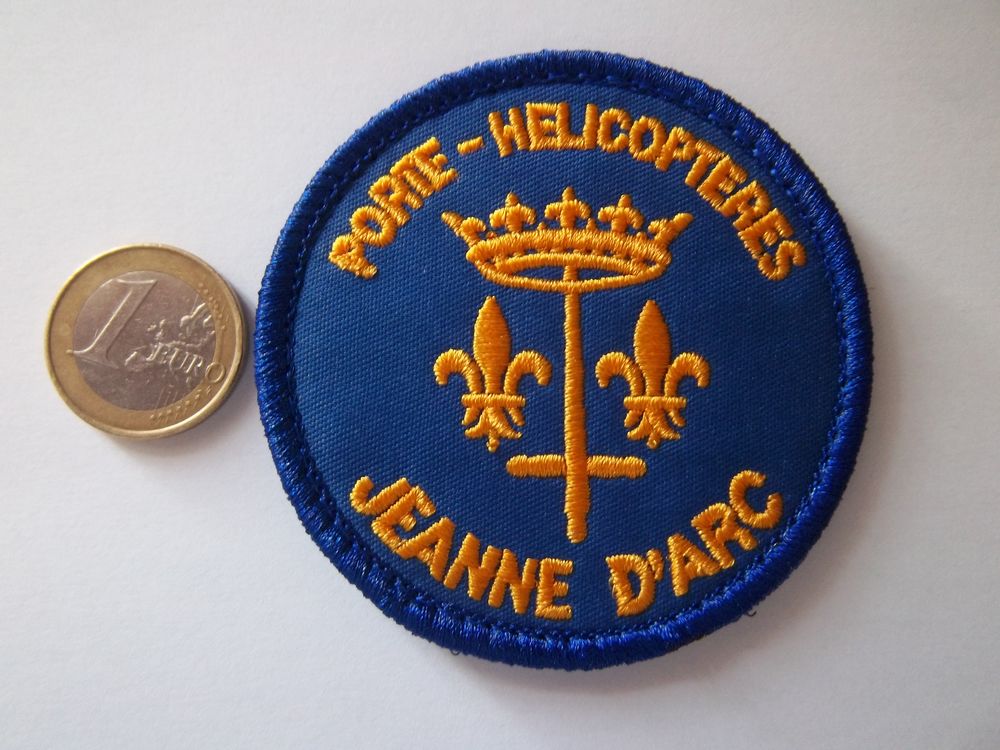 PORTE-HELICOPTERES
JEANNE D'ARC
1
EURO